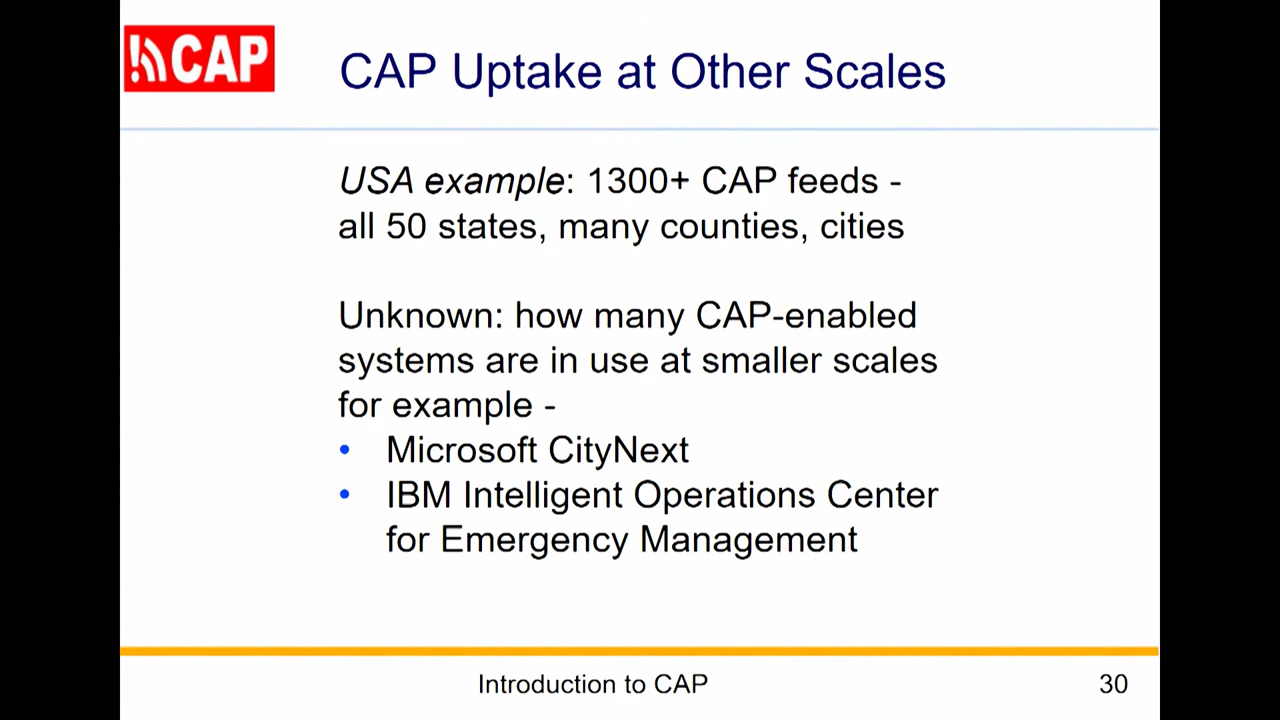 CAP
CAP Uptake at Other Scales
USA example: 1300+ CAP feeds -
all 50 states, many counties, cities
Unknown: how many CAP-enabled
systems are in use at smaller scales
for example -
• Microsoft CityNext
• IBM Intelligent Operations Center
for Emergency Management
Introduction to CAP
30